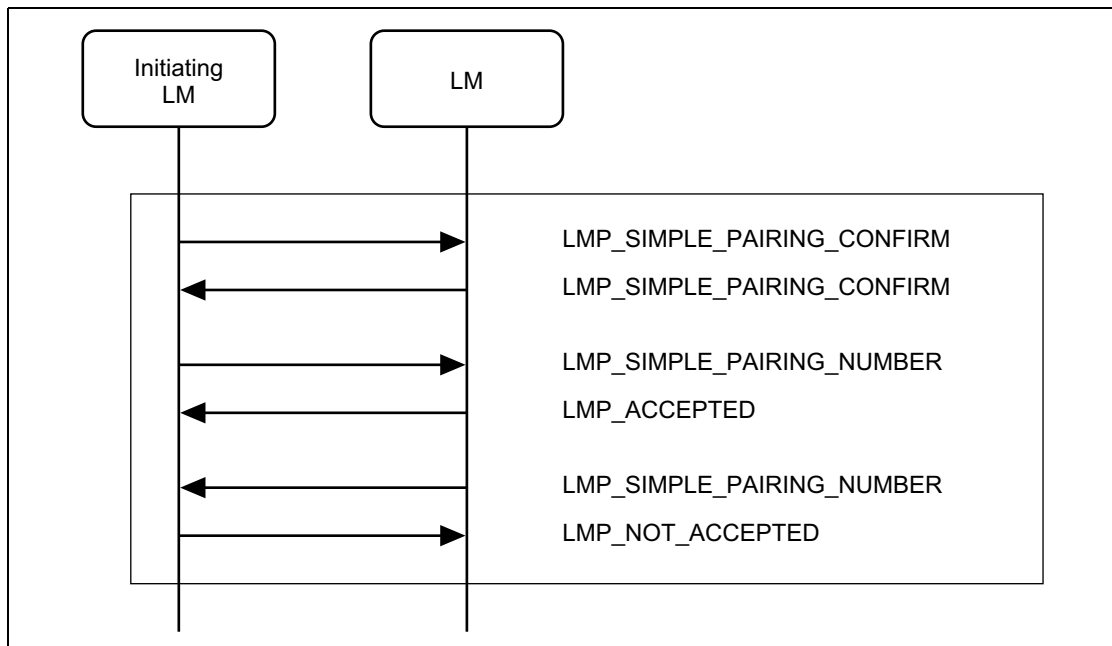 Initiating
LM
LM
LMP_SIMPLE_PAIRING_CONFIRM
LMP_SIMPLE_PAIRING_CONFIRM
LMP_SIMPLE_PAIRING_NUMBER
LMP_ACCEPTED
LMP_SIMPLE_PAIRING_NUMBER
LMP_NOT_ACCEPTED